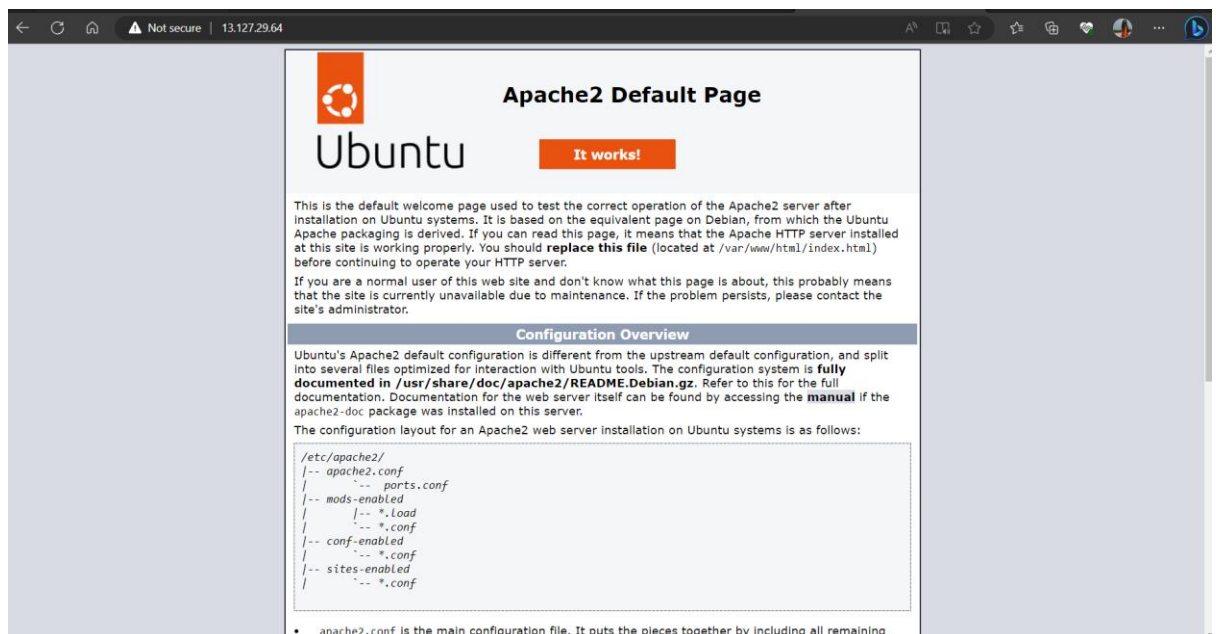 Not secure | 13.127.29.64
Apache2 Default Page
Ubuntu
It works!
This is the default welcome page used to test the correct operation of the Apache2 server after
installation on Ubuntu systems. It is based on the equivalent page on Debian, from which the Ubuntu
Apache packaging is derived. If you can read this page, it means that the Apache HTTP server installed
at this site is working properly. You should replace this file (located at /var/www/html/index.html)
before continuing to operate your HTTP server.
If you are a normal user of this web site and don't know what this page is about, this probably means
that the site is currently unavailable due to maintenance. If the problem persists, please contact the
site's administrator.
Configuration Overview
Ubuntu's Apache2 default configuration is different from the upstream default configuration, and split
into several files optimized for interaction with Ubuntu tools. The configuration system is fully
documented in /usr/share/doc/apache2/README.Debian.gz. Refer to this for the full
documentation. Documentation for the web server itself can be found by accessing the manual if the
apache2-doc package was installed on this server.
The configuration layout for an Apache2 web server installation on Ubuntu systems is as follows:
/etc/apache2/
|-- apache2.conf
|       `--  ports.conf
|-- mods-enabled
|       |-- *.load
|       `-- *.conf
|-- conf-enabled
|       `-- *.conf
|-- sites-enabled
|       `-- *.conf
• apache2.conf is the main configuration file. It puts the pieces together by including all remaining